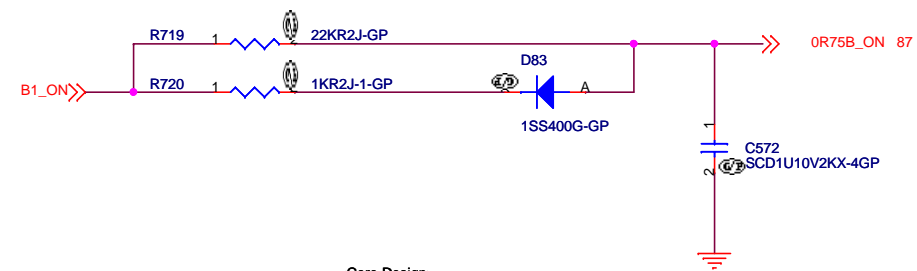 R719 1 22KR2J-GP 0R75B_ON 87
D83
B1_ON R720 1 1KR2J-1-GP A
1SS400G-GP
1
C572
2 SCD1U10V2KX-4GP